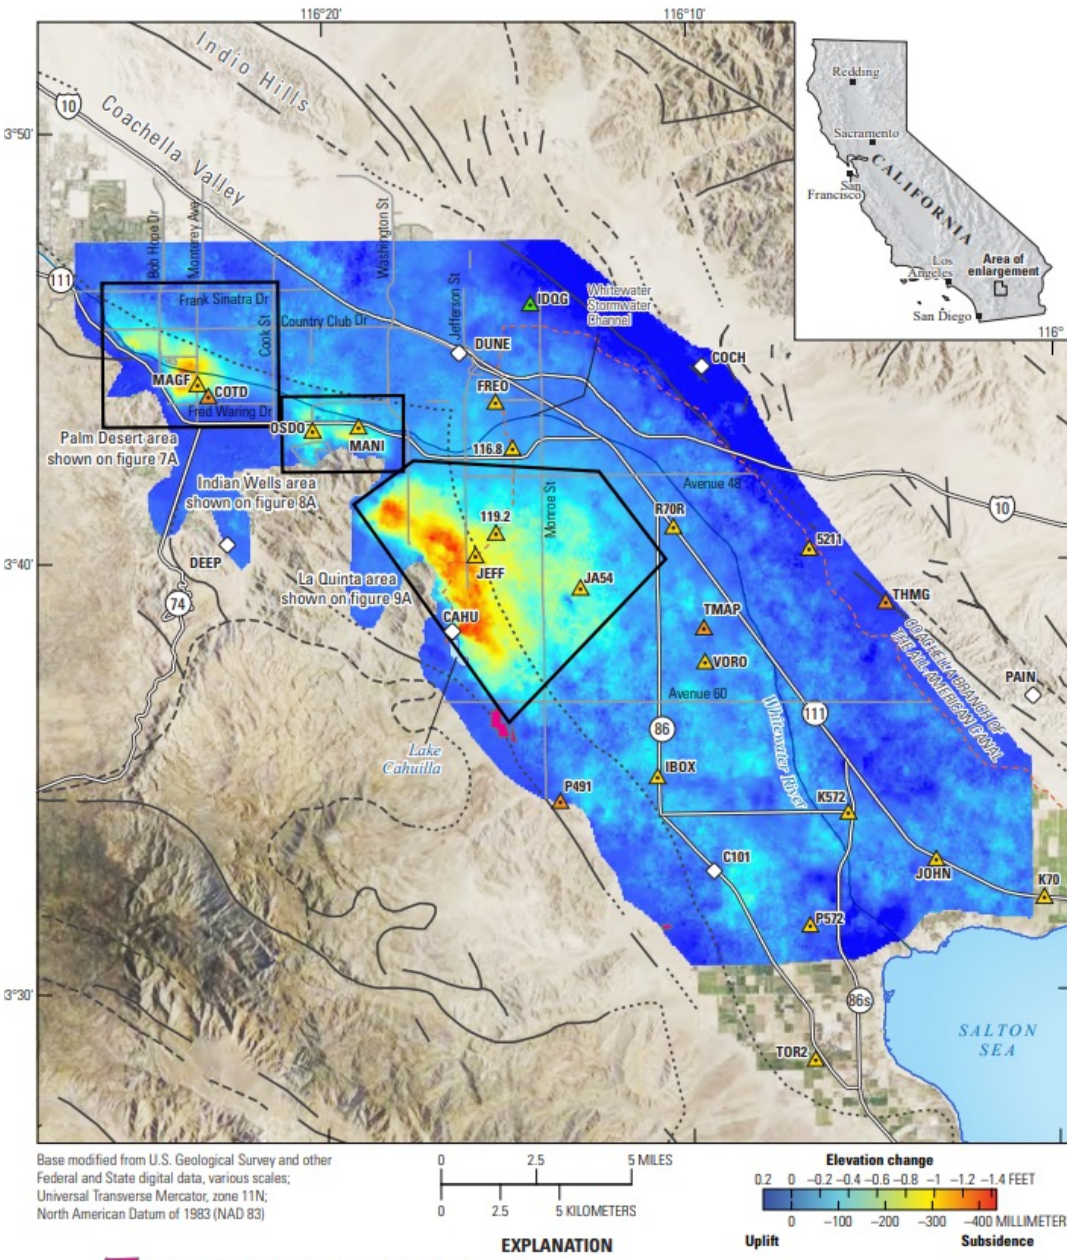 116°20'
116°10'
Indio Hills
10
Coachella Valley
3°50'
Redding
Sacramento
San
Francisco
CALIFORNIA
Los
Angeles
Area of
enlargement
San Diego
116°
Bob Hope Dr
Monterey Ave
Washington St
111
Frank Sinatra Dr
Cook St
Country Club Dr
Jefferson St
IDQG
Whitewater
Stormwater
Channel
DUNE
COCH
MAGF
COTD
FREO
Fred Waring Dr
OSDO
MANI
116.8
Palm Desert area
shown on figure 7A
Indian Wells area
shown on figure 8A
Avenue 48
10
119.2
Monroe St
R70R
5211
3°40'
DEEP
JEFF
La Quinta area
shown on figure 9A
JA54
74
CAHU
TMAP
THMG
VORO
COACHELLA BRANCH OF
THE ALL-AMERICAN CANAL
PAIN
Avenue 60
86
111
Whitewater River
Lake
Cahuilla
IBOX
P491
K572
C101
JOHN
K70
P572
3°30'
86s
SALTON
SEA
TOR2
Base modified from U.S. Geological Survey and other
Federal and State digital data, various scales;
Universal Transverse Mercator, zone 11N;
North American Datum of 1983 (NAD 83)
0 2.5 5 MILES
0 2.5 5 KILOMETERS
Elevation change
0.2 0 –0.2 –0.4 –0.6 –0.8 –1 –1.2 –1.4 FEET
0 –100 –200 –300 –400 MILLIMETERS
Uplift Subsidence
EXPLANATION